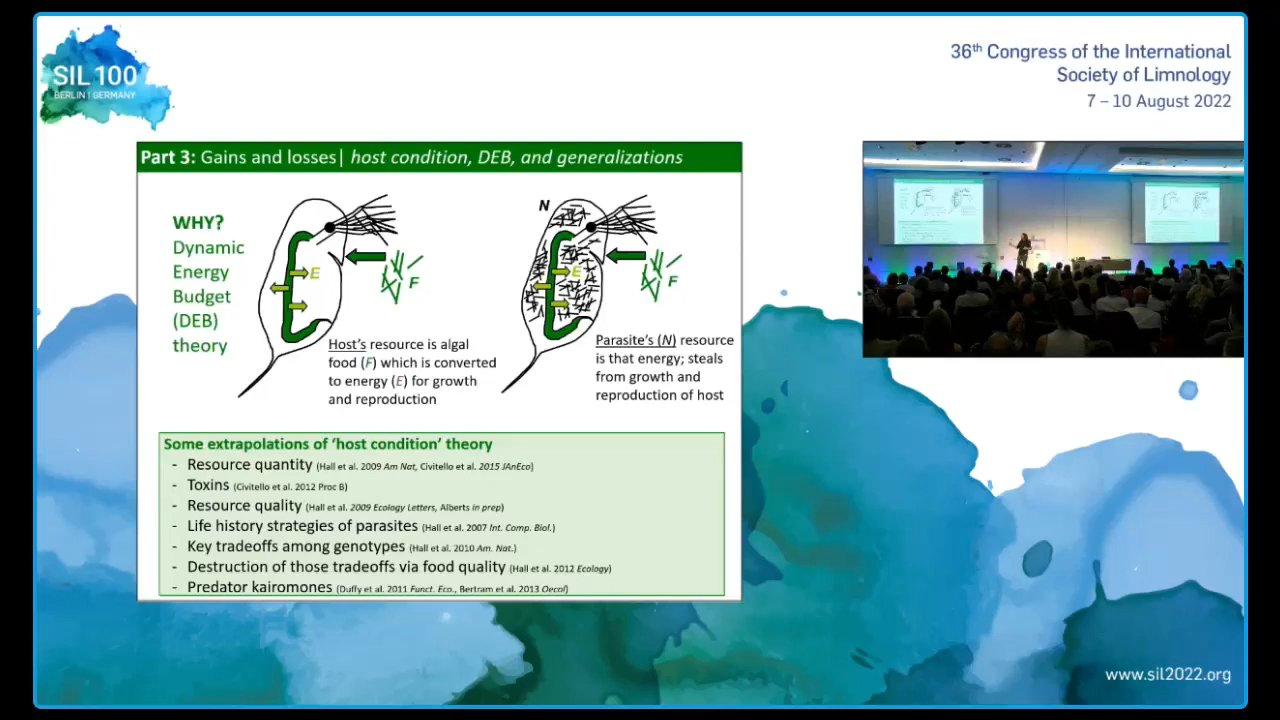 SIL 100
BERLIN | GERMANY
36th Congress of the International
Society of Limnology
7 – 10 August 2022
Part 3: Gains and losses| host condition, DEB, and generalizations
WHY?
Dynamic
Energy
Budget
(DEB)
theory
E
F
Host's resource is algal
food (F) which is converted
to energy (E) for growth
and reproduction
N
E
F
Parasite's (N) resource
is that energy; steals
from growth and
reproduction of host
Some extrapolations of 'host condition' theory
- Resource quantity (Hall et al. 2009 Am Nat, Civitello et al. 2015 JAnEco)
- Toxins (Civitello et al. 2012 Proc B)
- Resource quality (Hall et al. 2009 Ecology Letters, Alberts in prep)
- Life history strategies of parasites (Hall et al. 2007 Int. Comp. Biol.)
- Key tradeoffs among genotypes (Hall et al. 2010 Am. Nat.)
- Destruction of those tradeoffs via food quality (Hall et al. 2012 Ecology)
- Predator kairomones (Duffy et al. 2011 Funct. Eco., Bertram et al. 2013 Oecol)
www.sil2022.org